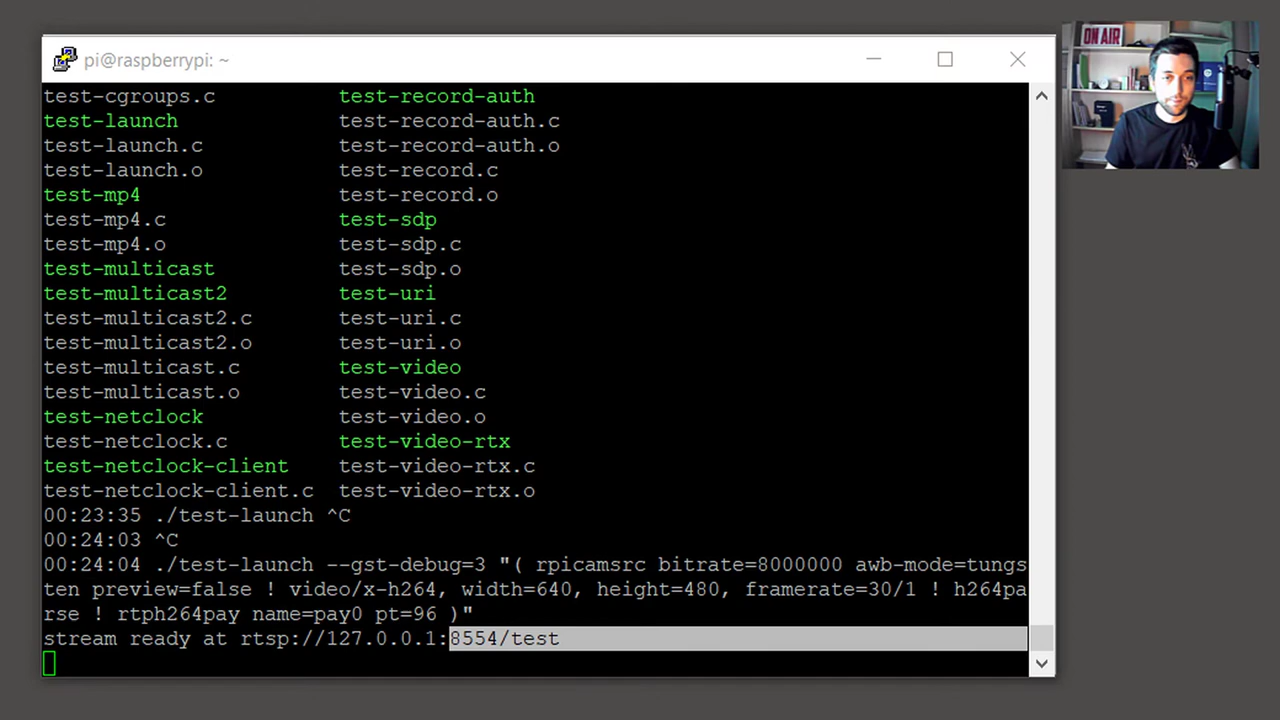 pi@raspberrypi: ~
ON AIR
test-cgroups.c test-record-auth
test-launch test-record-auth.c
test-launch.c test-record-auth.o
test-launch.o test-record.c
test-mp4 test-record.o
test-mp4.c test-sdp
test-mp4.o test-sdp.c
test-multicast test-sdp.o
test-multicast2 test-uri
test-multicast2.c test-uri.c
test-multicast2.o test-uri.o
test-multicast.c test-video
test-multicast.o test-video.c
test-netclock test-video.o
test-netclock.c test-video-rtx
test-netclock-client test-video-rtx.c
test-netclock-client.c test-video-rtx.o
00:23:35 ./test-launch ^C
00:24:03 ^C
00:24:04 ./test-launch --gst-debug=3 "( rpicamsrc bitrate=8000000 awb-mode=tungs
ten preview=false ! video/x-h264, width=640, height=480, framerate=30/1 ! h264pa
rse ! rtph264pay name=pay0 pt=96 )"
stream ready at rtsp://127.0.0.1:8554/test